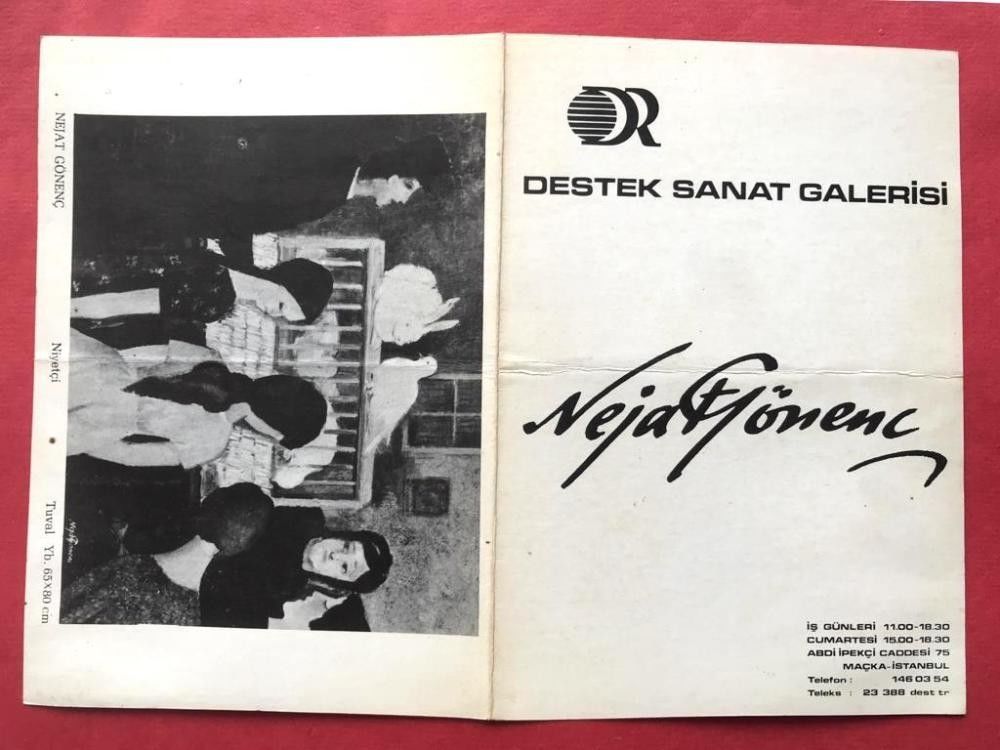 NEJAT GÖNENÇ
Niyetçi
Tuval Yb. 65×80 cm
DR
DESTEK SANAT GALERİSİ
Nejat Gönenc
İŞ GÜNLERİ 11.00-18.30
CUMARTESİ 15.00-18.30
ABDİ İPEKÇİ CADDESİ 75
MAÇKA-İSTANBUL
Telefon : 146 03 54
Teleks : 23 388 dest tr